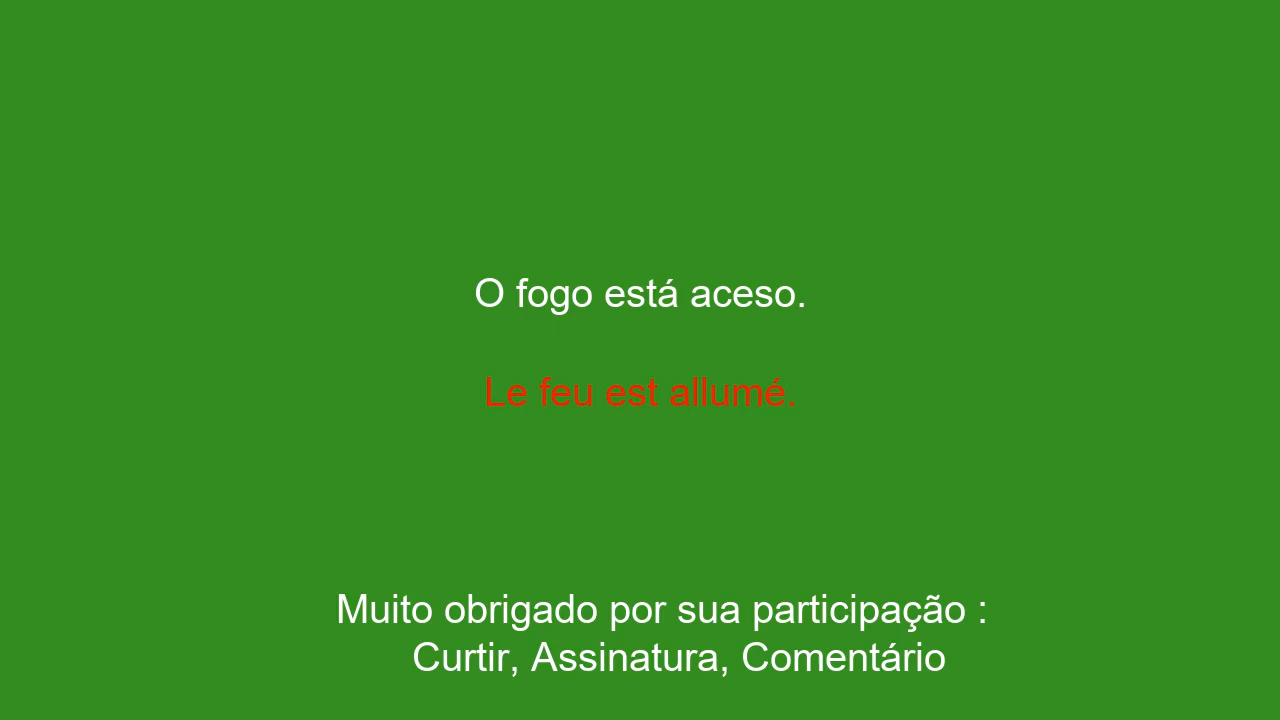 O fogo está aceso.
Le feu est allumé.
Muito obrigado por sua participação :
Curtir, Assinatura, Comentário